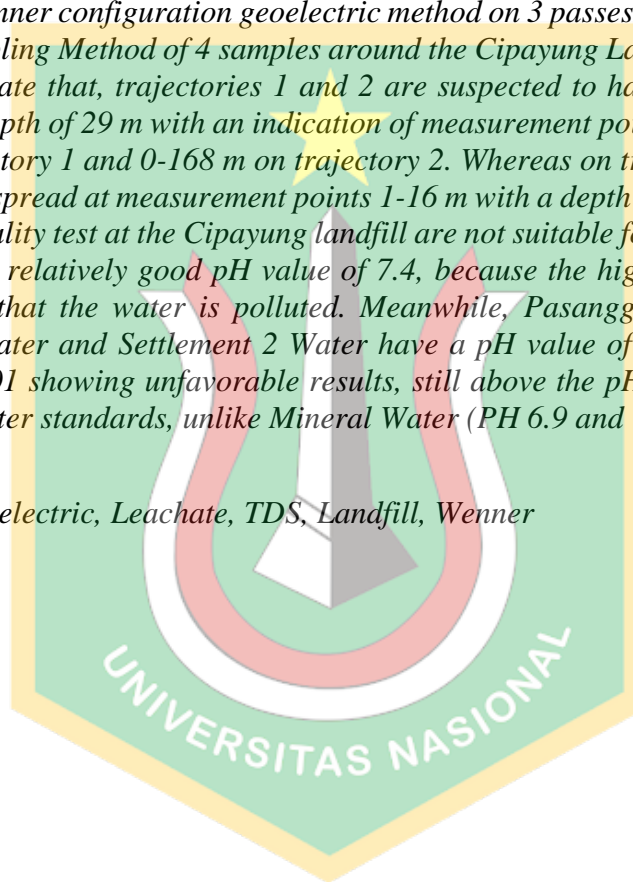 nner configuration geoelectric method on 3 passes
ling Method of 4 samples around the Cipayung La
ate that, trajectories 1 and 2 are suspected to ha
pth of 29 m with an indication of measurement po
tory 1 and 0-168 m on trajectory 2. Whereas on t
spread at measurement points 1-16 m with a depth
lity test at the Cipayung landfill are not suitable f
relatively good pH value of 7.4, because the hig
that the water is polluted. Meanwhile, Pasangg
ater and Settlement 2 Water have a pH value of
01 showing unfavorable results, still above the pH
ter standards, unlike Mineral Water (PH 6.9 and
electric, Leachate, TDS, Landfill, Wenner
UNIVERSITAS NASIONAL